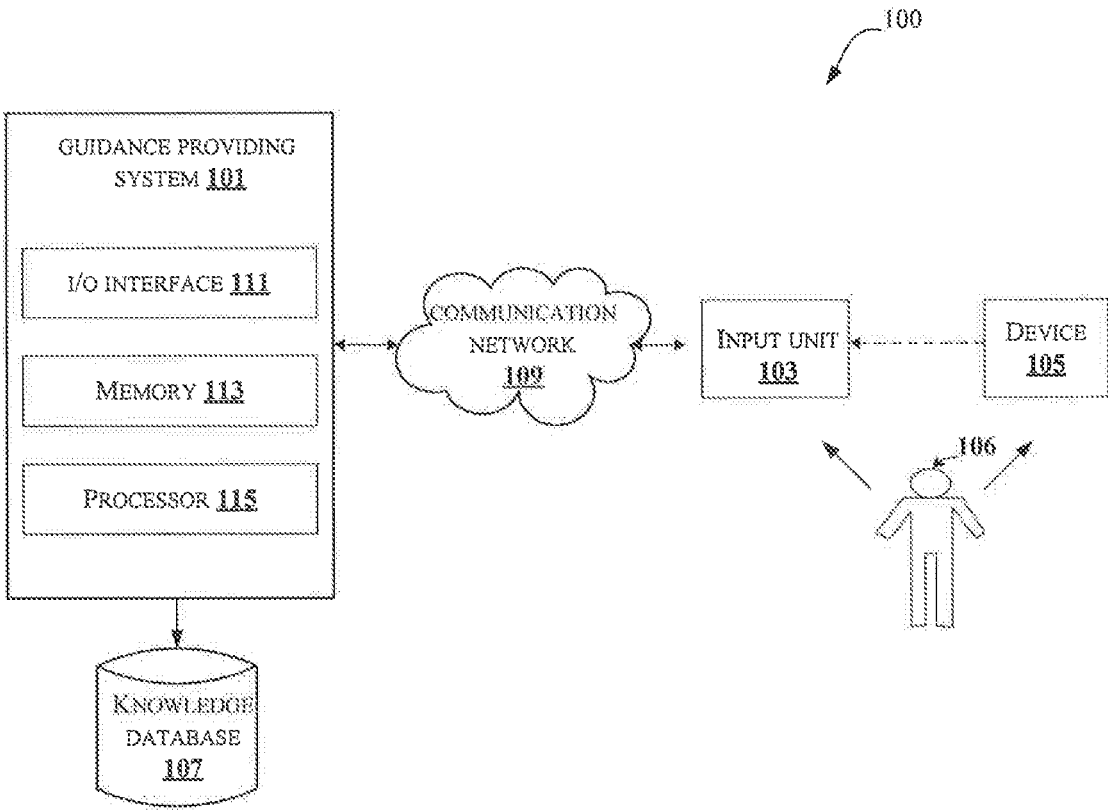 100
GUIDANCE PROVIDING
SYSTEM 101
I/O INTERFACE 111
MEMORY 113
PROCESSOR 115
COMMUNICATION
NETWORK
109
INPUT UNIT
103
DEVICE
105
106
KNOWLEDGE
DATABASE
107